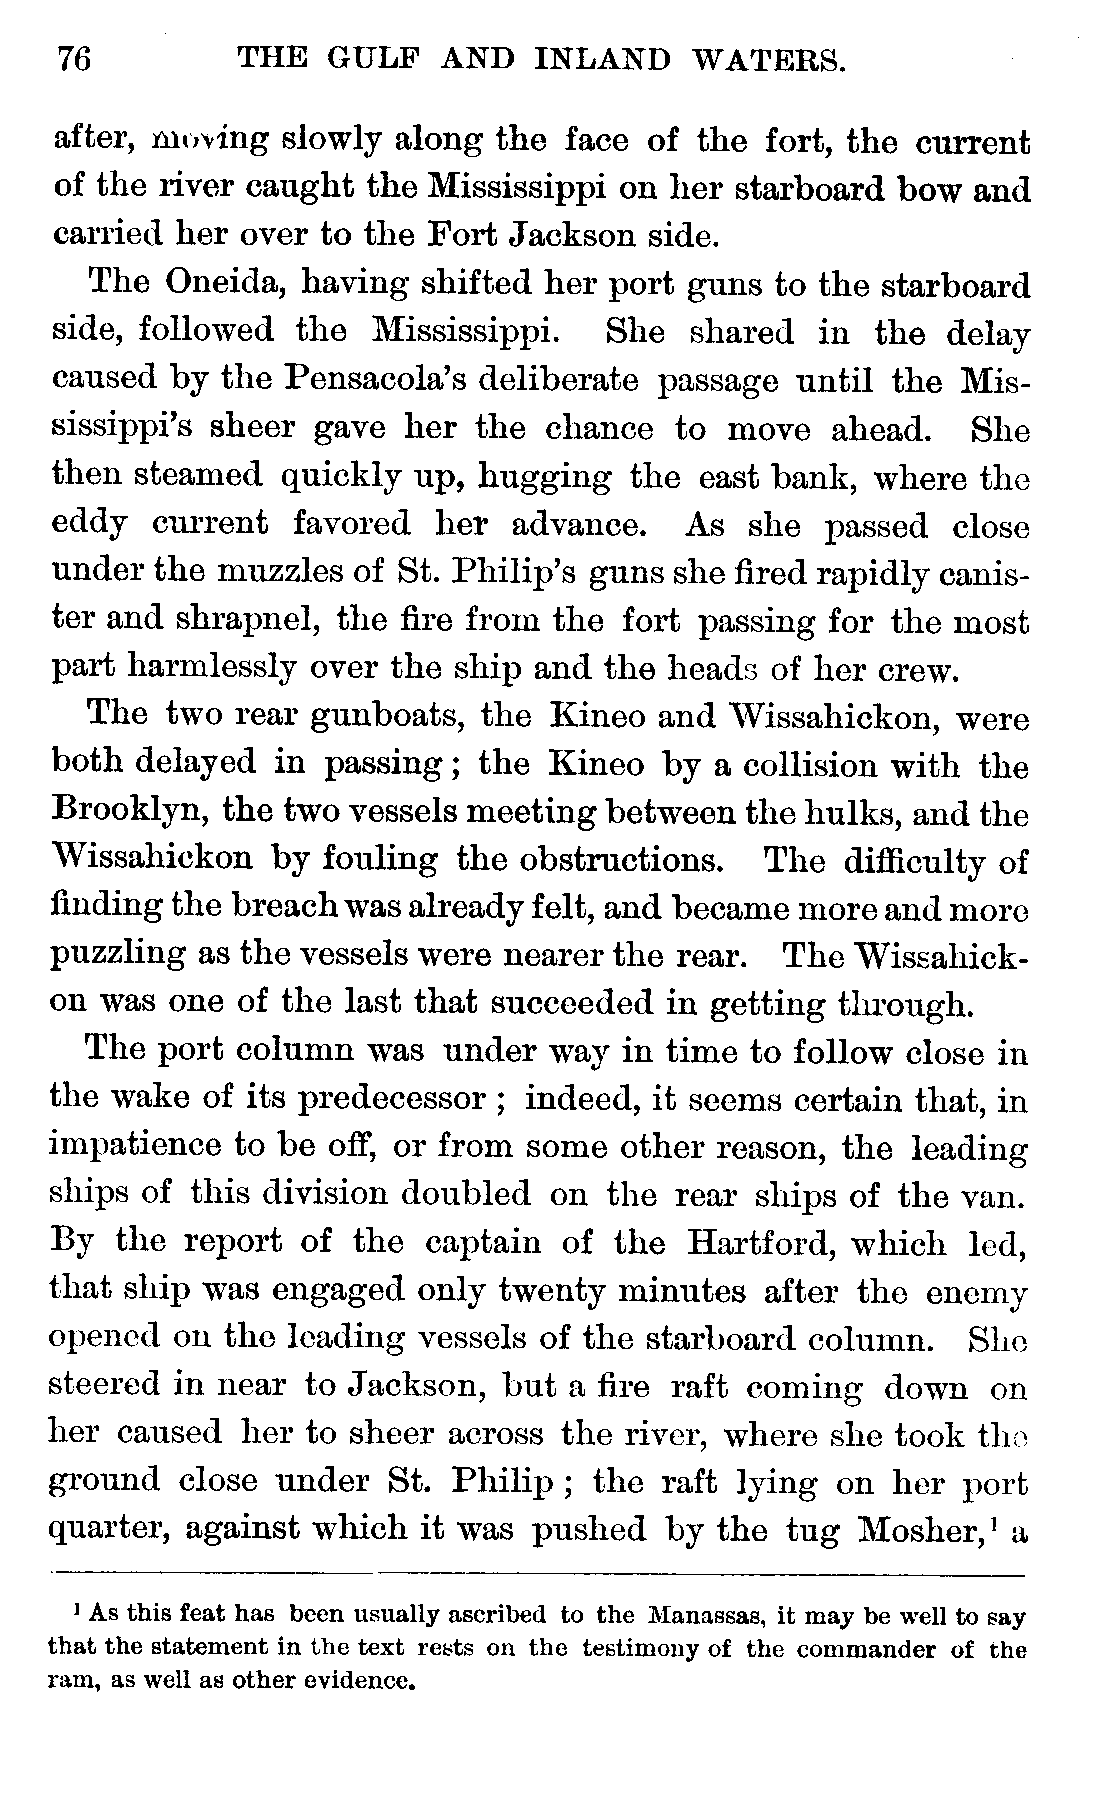 76 THE GULF AND INLAND WATERS.
after, moving slowly along the face of the fort, the current
of the river caught the Mississippi on her starboard bow and
carried her over to the Fort Jackson side.
The Oneida, having shifted her port guns to the starboard
side, followed the Mississippi. She shared in the delay
caused by the Pensacola's deliberate passage until the Mis-
sissippi's sheer gave her the chance to move ahead. She
then steamed quickly up, hugging the east bank, where the
eddy current favored her advance. As she passed close
under the muzzles of St. Philip's guns she fired rapidly canis-
ter and shrapnel, the fire from the fort passing for the most
part harmlessly over the ship and the heads of her crew.
The two rear gunboats, the Kineo and Wissahickon, were
both delayed in passing; the Kineo by a collision with the
Brooklyn, the two vessels meeting between the hulks, and the
Wissahickon by fouling the obstructions. The difficulty of
finding the breach was already felt, and became more and more
puzzling as the vessels were nearer the rear. The Wissahick-
on was one of the last that succeeded in getting through.
The port column was under way in time to follow close in
the wake of its predecessor; indeed, it seems certain that, in
impatience to be off, or from some other reason, the leading
ships of this division doubled on the rear ships of the van.
By the report of the captain of the Hartford, which led,
that ship was engaged only twenty minutes after the enemy
opened on the leading vessels of the starboard column. She
steered in near to Jackson, but a fire raft coming down on
her caused her to sheer across the river, where she took the
ground close under St. Philip; the raft lying on her port
quarter, against which it was pushed by the tug Mosher,¹ a
¹ As this feat has been usually ascribed to the Manassas, it may be well to say
that the statement in the text rests on the testimony of the commander of the
ram, as well as other evidence.